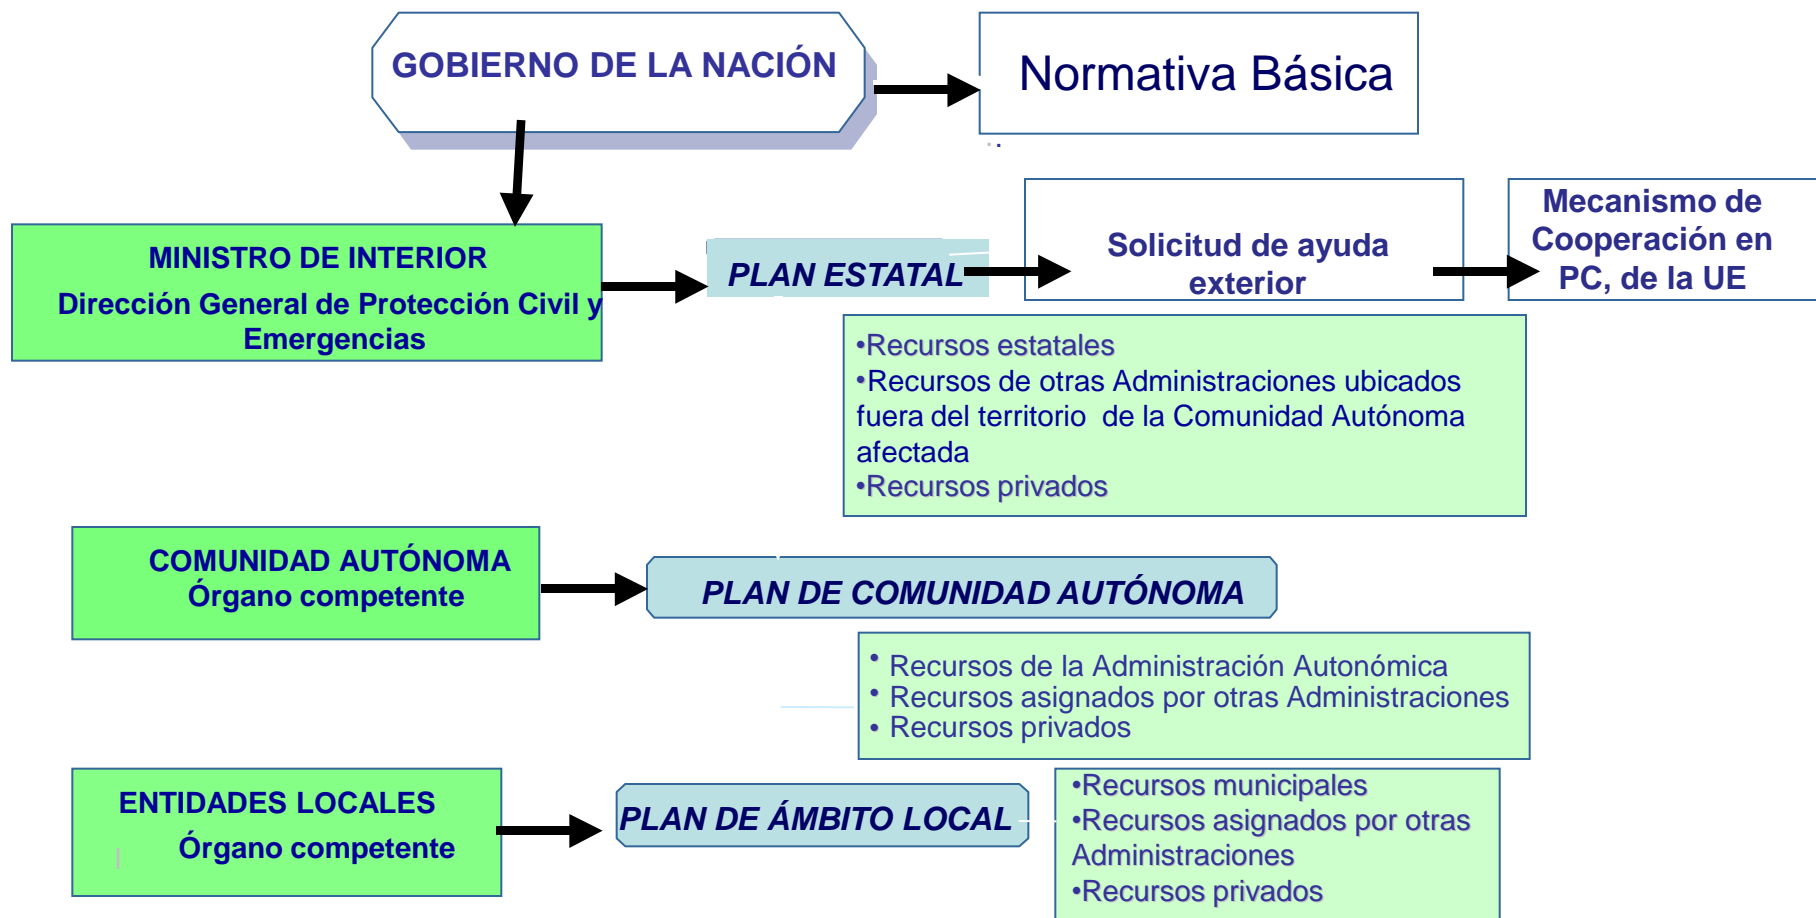 GOBIERNO DE LA NACIÓN
Normativa Básica
MINISTRO DE INTERIOR
Dirección General de Protección Civil y
Emergencias
PLAN ESTATAL
Solicitud de ayuda
exterior
Mecanismo de
Cooperación en
PC, de la UE
•Recursos estatales
•Recursos de otras Administraciones ubicados
fuera del territorio de la Comunidad Autónoma
afectada
•Recursos privados
COMUNIDAD AUTÓNOMA
Órgano competente
PLAN DE COMUNIDAD AUTÓNOMA
• Recursos de la Administración Autonómica
• Recursos asignados por otras Administraciones
• Recursos privados
ENTIDADES LOCALES
Órgano competente
PLAN DE ÁMBITO LOCAL
•Recursos municipales
•Recursos asignados por otras
Administraciones
•Recursos privados